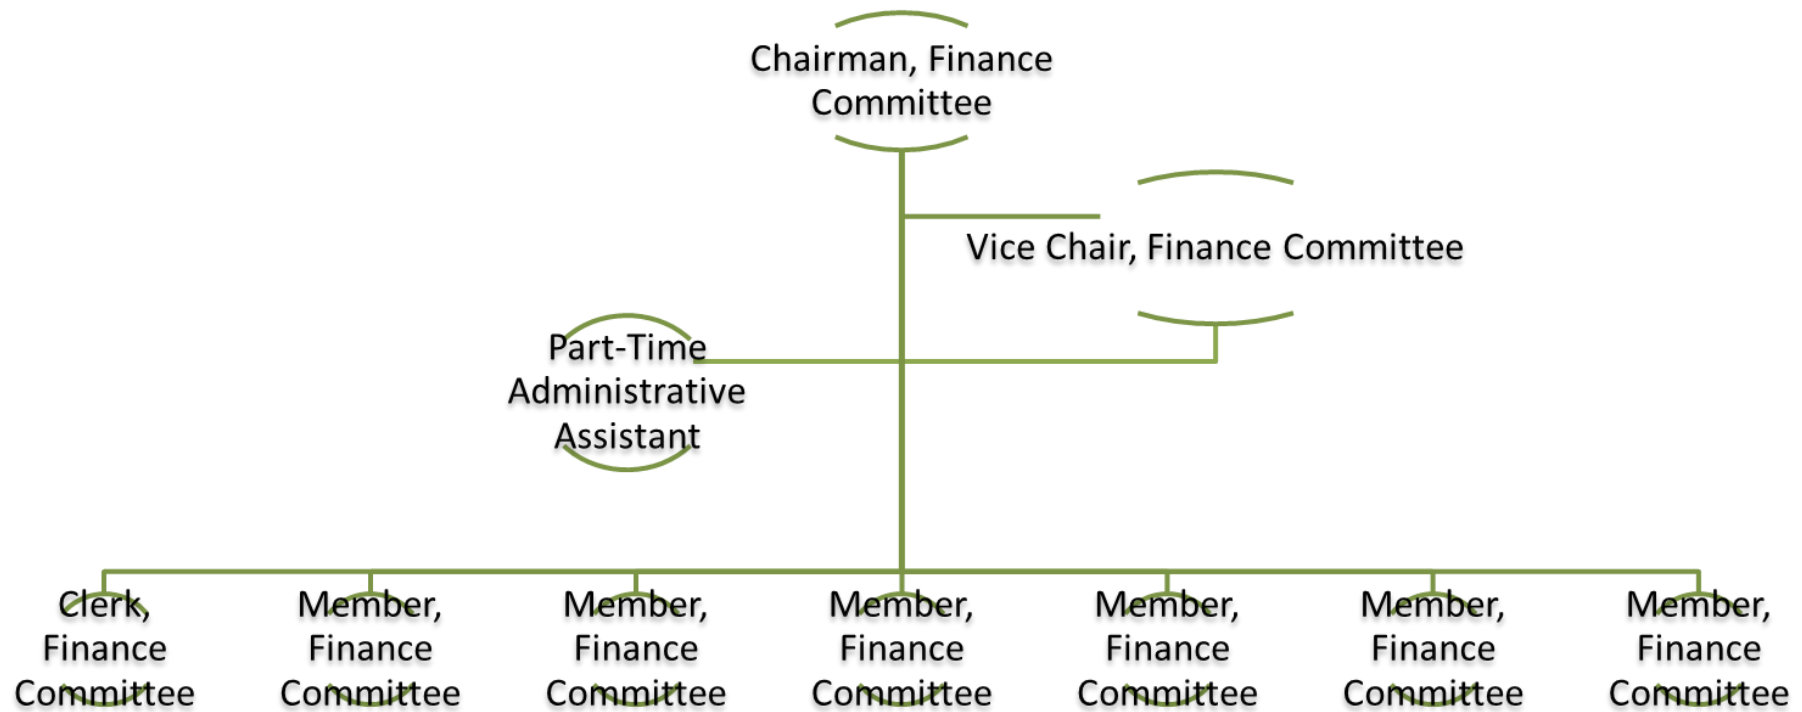 Chairman, Finance
Committee
Vice Chair, Finance Committee
Part-Time
Administrative
Assistant
Clerk,
Finance
Committee
Member,
Finance
Committee
Member,
Finance
Committee
Member,
Finance
Committee
Member,
Finance
Committee
Member,
Finance
Committee
Member,
Finance
Committee